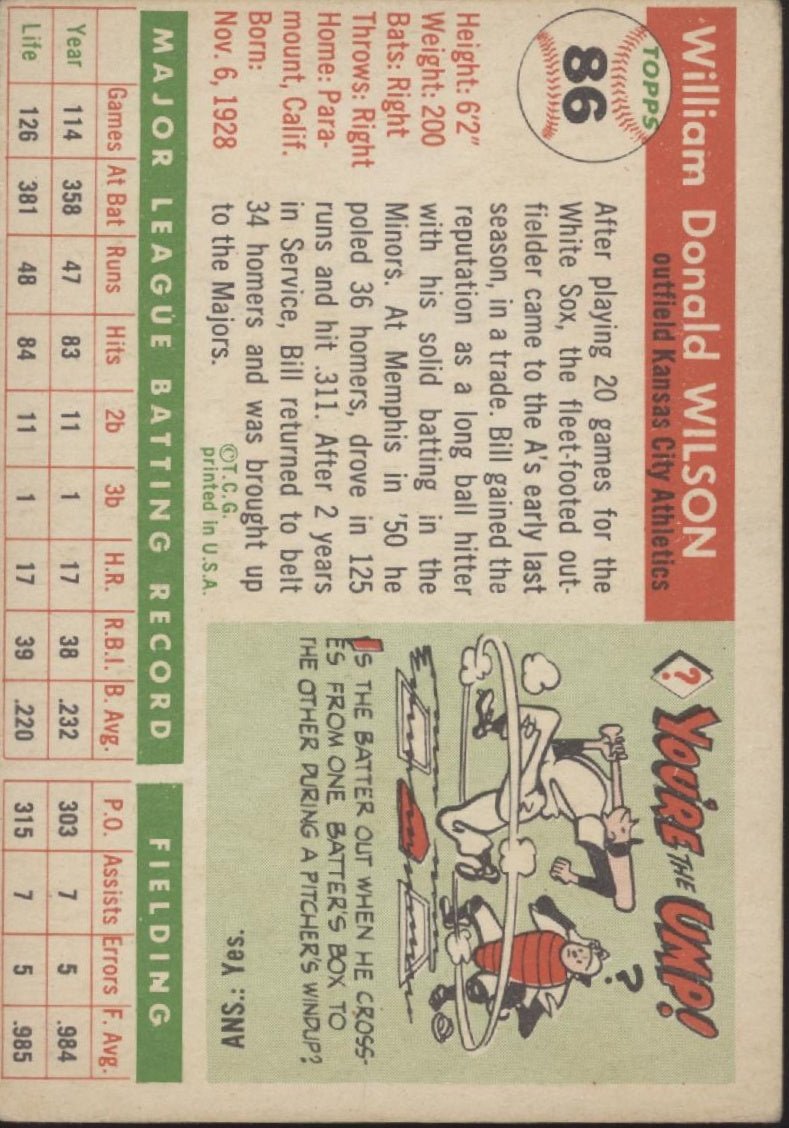 TOPPS
86
William Donald WILSON
outfield Kansas City Athletics
Height: 6'2"
Weight: 200
Bats: Right
Throws: Right
Home: Para-
mount, Calif.
Born:
Nov. 6, 1928
After playing 20 games for the
White Sox, the fleet-footed out-
fielder came to the A's early last
season, in a trade. Bill gained the
reputation as a long ball hitter
with his solid batting in the
Minors. At Memphis in '50 he
poled 36 homers, drove in 125
runs and hit .311. After 2 years
in Service, Bill returned to belt
34 homers and was brought up
to the Majors.
©T.C.G.
printed in U.S.A.
? YOU'RE THE UMP!
?
IS THE BATTER OUT WHEN HE CROSS-
ES FROM ONE BATTER'S BOX TO
THE OTHER DURING A PITCHER'S WINDUP?
ANS.: Yes.
MAJOR LEAGUE BATTING RECORD FIELDING
Games At Bat Runs Hits 2b 3b H.R. R.B.I. B. Avg. P.O. Assists Errors F. Avg.
Year 114 358 47 83 11 1 17 38 .232 303 7 5 .984
Life 126 381 48 84 11 1 17 39 .220 315 7 5 .985